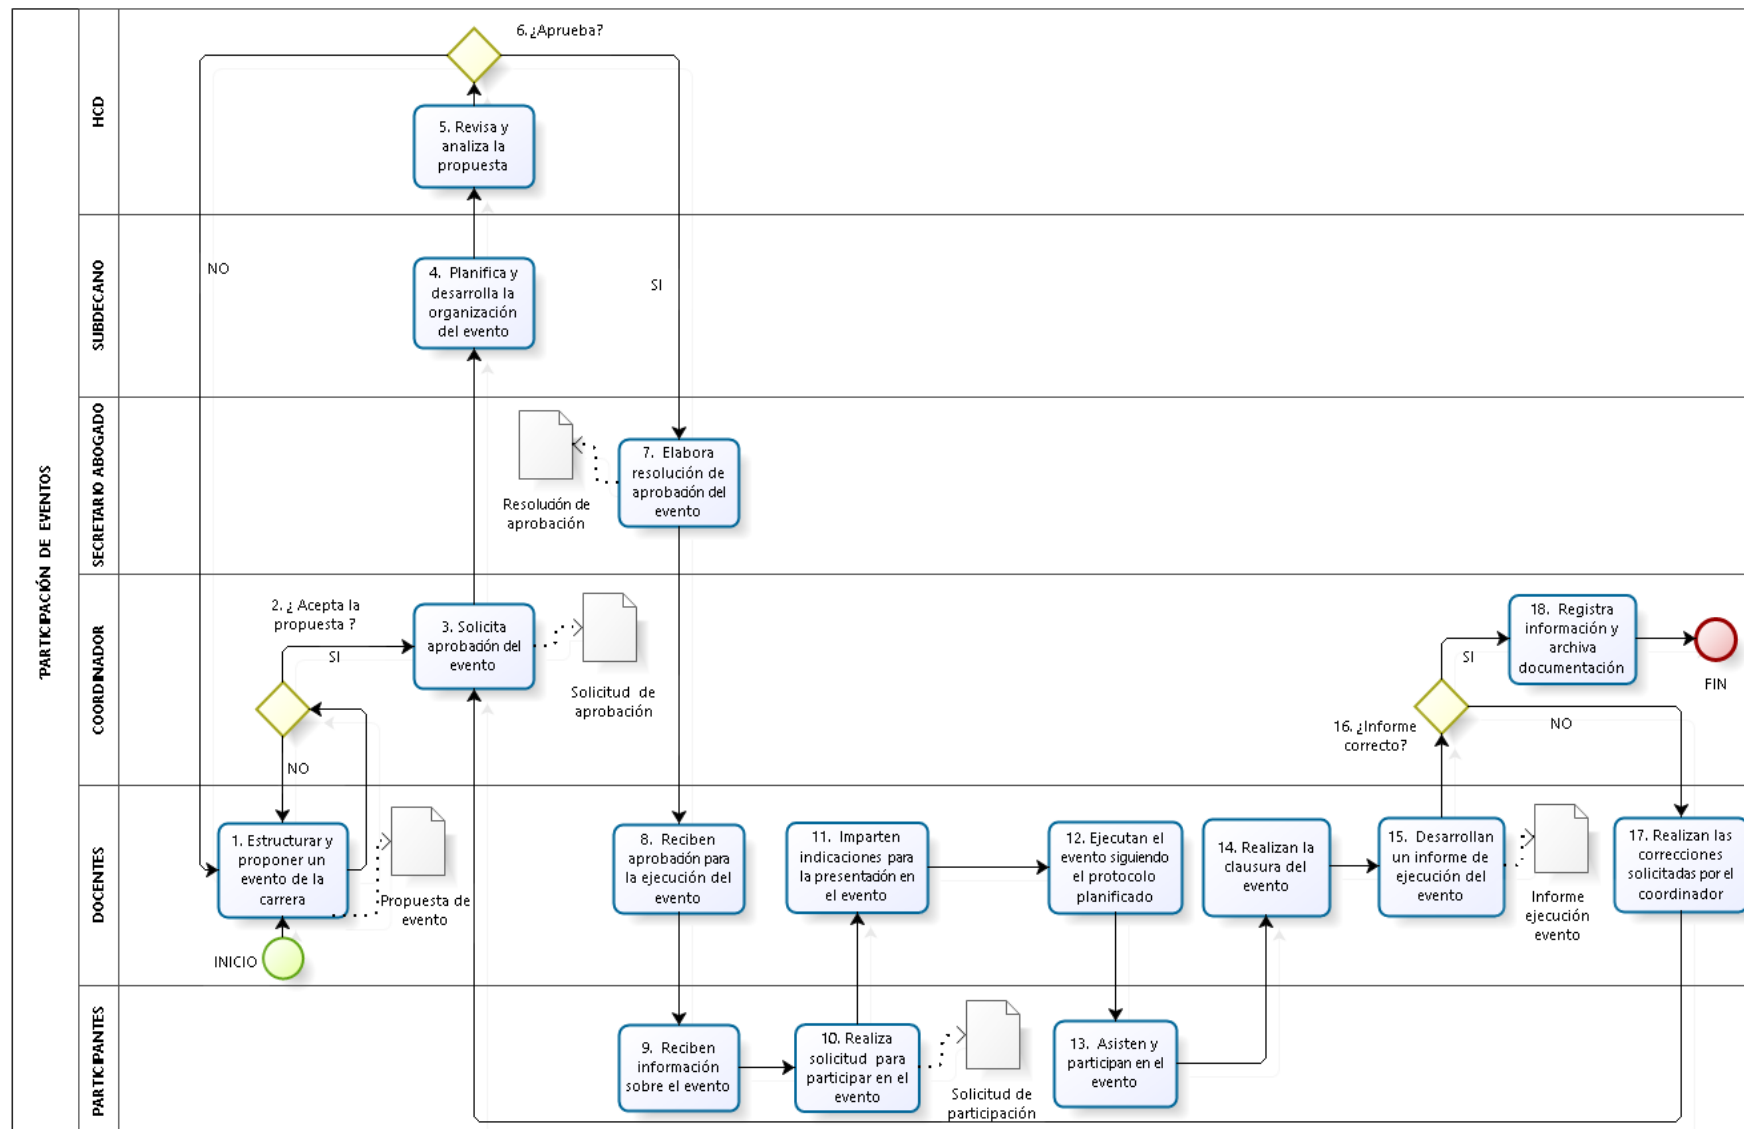 PARTICIPACIÓN DE EVENTOS
HCD
6.¿Aprueba?
5. Revisa y
analiza la
propuesta
NO
SI
SUBDECANO
4. Planifica y
desarrolla la
organización
del evento
SECRETARIO ABOGADO
Resolución de
aprobación
7. Elabora
resolución de
aprobación del
evento
COORDINADOR
2.¿ Acepta la
propuesta ?
SI
NO
3. Solicita
aprobación del
evento
Solicitud de
aprobación
16. ¿Informe
correcto?
SI
NO
18. Registra
información y
archiva
documentación
FIN
DOCENTES
1. Estructurar y
proponer un
evento de la
carrera
Propuesta de
evento
INICIO
8. Reciben
aprobación para
la ejecución del
evento
11. Imparten
indicaciones para
la presentación en
el evento
12. Ejecutan el
evento siguiendo
el protocolo
planificado
14. Realizan la
clausura del
evento
15. Desarrollan
un informe de
ejecución del
evento
Informe
ejecución
evento
17. Realizan las
correcciones
solicitadas por el
coordinador
PARTICIPANTES
9. Reciben
información
sobre el evento
10. Realiza
solicitud para
participar en el
evento
Solicitud de
participación
13. Asisten y
participan en el
evento